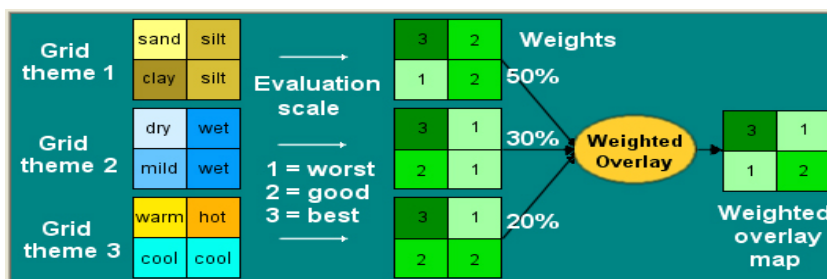 Grid theme 1
sand silt
clay silt
Grid theme 2
dry wet
mild wet
Grid theme 3
warm hot
cool cool
Evaluation scale
1 = worst
2 = good
3 = best
3 2
1 2
3 1
2 1
3 1
2 2
Weights
50%
30%
20%
Weighted
Overlay
3 1
1 2
Weighted
overlay
map